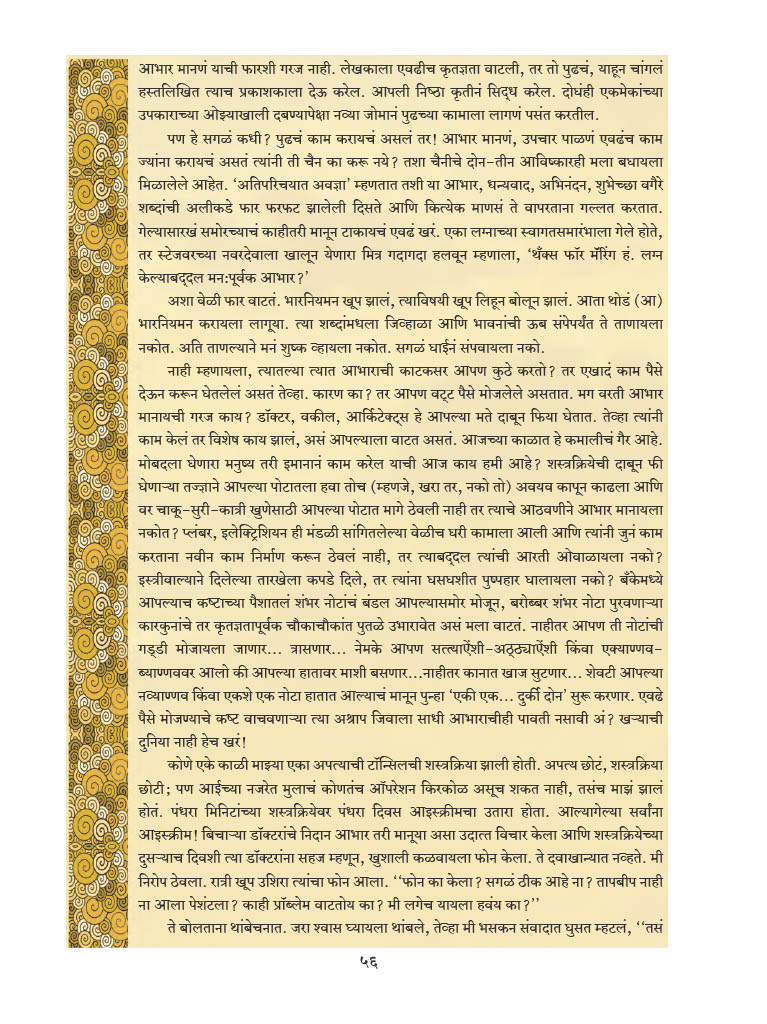 आभार मानणं याची फारशी गरज नाही. लेखकाला एवढीच कृतज्ञता वाटली, तर तो पुढचं, याहून चांगलं
हस्तलिखित त्याच प्रकाशकाला देऊ करेल. आपली निष्ठा कृतीनं सिद्ध करेल. दोघंही एकमेकांच्या
उपकाराच्या ओझ्याखाली दबण्यापेक्षा नव्या जोमानं पुढच्या कामाला लागणं पसंत करतील.
पण हे सगळं कधी? पुढचं काम करायचं असलं तर! आभार मानणं, उपचार पाळणं एवढंच काम
ज्यांना करायचं असतं त्यांनी ती चैन का करू नये? तशा चैनीचे दोन-तीन आविष्कारही मला बघायला
मिळालेले आहेत. ‘अतिपरिचयात अवज्ञा’ म्हणतात तशी या आभार, धन्यवाद, अभिनंदन, शुभेच्छा वगैरे
शब्दांची अलीकडे फार फरफट झालेली दिसते आणि कित्येक माणसं ते वापरताना गल्लत करतात.
गेल्यासारखं समोरच्याचं काहीतरी मानून टाकायचं एवढं खरं. एका लग्नाच्या स्वागतसमारंभाला गेले होते,
तर स्टेजवरच्या नवरदेवाला खालून येणारा मित्र गदागदा हलवून म्हणाला, ‘थँक्स फॉर मॅरिंग हं. लग्न
केल्याबद्दल मनःपूर्वक आभार?’
अशा वेळी फार वाटतं. भारनियमन खूप झालं, त्याविषयी खूप लिहून बोलून झालं. आता थोडं (आ)
भारनियमन करायला लागूया. त्या शब्दांमधला जिव्हाळा आणि भावनांची ऊब संपेपर्यंत ते ताणायला
नकोत. अति ताणल्याने मनं शुष्क व्हायला नकोत. सगळं घाईनं संपवायला नको.
नाही म्हणायला, त्यातल्या त्यात आभाराची काटकसर आपण कुठे करतो? तर एखादं काम पैसे
देऊन करून घेतलेलं असतं तेव्हा. कारण का? तर आपण वट्ट पैसे मोजलेले असतात. मग वरती आभार
मानायची गरज काय? डॉक्टर, वकील, आर्किटेक्ट्स हे आपल्या मते दाबून फिया घेतात. तेव्हा त्यांनी
काम केलं तर विशेष काय झालं, असं आपल्याला वाटत असतं. आजच्या काळात हे कमालीचं गैर आहे.
मोबदला घेणारा मनुष्य तरी इमानानं काम करेल याची आज काय हमी आहे? शस्त्रक्रियेची दाबून फी
घेणाऱ्या तज्ज्ञाने आपल्या पोटातला हवा तोच (म्हणजे, खरा तर, नको तो) अवयव कापून काढला आणि
वर चाकू-सुरी-कात्री खुणेसाठी आपल्या पोटात मागे ठेवली नाही तर त्याचे आठवणीने आभार मानायला
नकोत? प्लंबर, इलेक्ट्रिशियन ही मंडळी सांगितलेल्या वेळीच घरी कामाला आली आणि त्यांनी जुनं काम
करताना नवीन काम निर्माण करून ठेवलं नाही, तर त्याबद्दल त्यांची आरती ओवाळायला नको?
इस्त्रीवाल्याने दिलेल्या तारखेला कपडे दिले, तर त्यांना घसघशीत पुष्पहार घालायला नको? बँकेमध्ये
आपल्याच कष्टाच्या पैशातलं शंभर नोटांचं बंडल आपल्यासमोर मोजून, बरोब्बर शंभर नोटा पुरवणाऱ्या
कारकुनांचे तर कृतज्ञतापूर्वक चौकाचौकांत पुतळे उभारावेत असं मला वाटतं. नाहीतर आपण ती नोटांची
गड्डी मोजायला जाणार... त्रासणार... नेमके आपण सत्त्याऐंशी-अठ्ठ्याऐंशी किंवा एक्याण्णव-
ब्याण्णववर आलो की आपल्या हातावर माशी बसणार...नाहीतर कानात खाज सुटणार... शेवटी आपल्या
नव्याण्णव किंवा एकशे एक नोटा हातात आल्याचं मानून पुन्हा ‘एकी एक... दुर्की दोन’ सुरू करणार. एवढे
पैसे मोजण्याचे कष्ट वाचवणाऱ्या त्या अश्राप जिवाला साधी आभाराचीही पावती नसावी अं? खऱ्याची
दुनिया नाही हेच खरं!
कोणे एके काळी माझ्या एका अपत्याची टॉन्सिलची शस्त्रक्रिया झाली होती. अपत्य छोटं, शस्त्रक्रिया
छोटी; पण आईच्या नजरेत मुलाचं कोणतंच ऑपरेशन किरकोळ असूच शकत नाही, तसंच माझं झालं
होतं. पंधरा मिनिटांच्या शस्त्रक्रियेवर पंधरा दिवस आइस्क्रीमचा उतारा होता. आल्यागेल्या सर्वांना
आइस्क्रीम! बिचाऱ्या डॉक्टरांचे निदान आभार तरी मानूया असा उदात्त विचार केला आणि शस्त्रक्रियेच्या
दुसऱ्याच दिवशी त्या डॉक्टरांना सहज म्हणून, खुशाली कळवायला फोन केला. ते दवाखान्यात नव्हते. मी
निरोप ठेवला. रात्री खूप उशिरा त्यांचा फोन आला. ‘‘फोन का केला? सगळं ठीक आहे ना? तापबीप नाही
ना आला पेशंटला? काही प्रॉब्लेम वाटतोय का? मी लगेच यायला हवंय का?’’
ते बोलताना थांबेचनात. जरा श्वास घ्यायला थांबले, तेव्हा मी भसकन संवादात घुसत म्हटलं, ‘‘तसं
५६